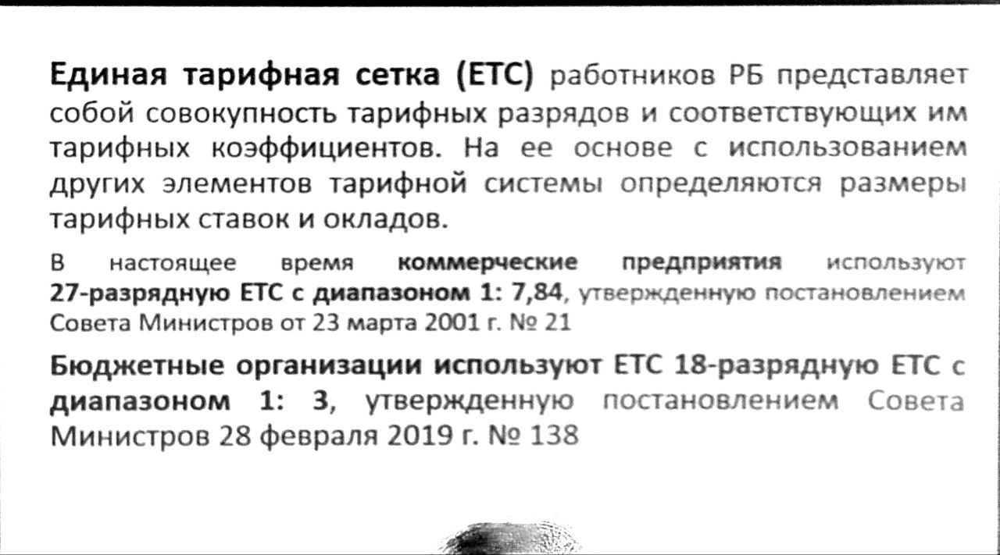 Единая тарифная сетка (ЕТС) работников РБ представляет
собой совокупность тарифных разрядов и соответствующих им
тарифных коэффициентов. На ее основе с использованием
других элементов тарифной системы определяются размеры
тарифных ставок и окладов.
В настоящее время коммерческие предприятия используют
27-разрядную ЕТС с диапазоном 1: 7,84, утвержденную постановлением
Совета Министров от 23 марта 2001 г. № 21
Бюджетные организации используют ЕТС 18-разрядную ЕТС с
диапазоном 1: 3, утвержденную постановлением Совета
Министров 28 февраля 2019 г. № 138